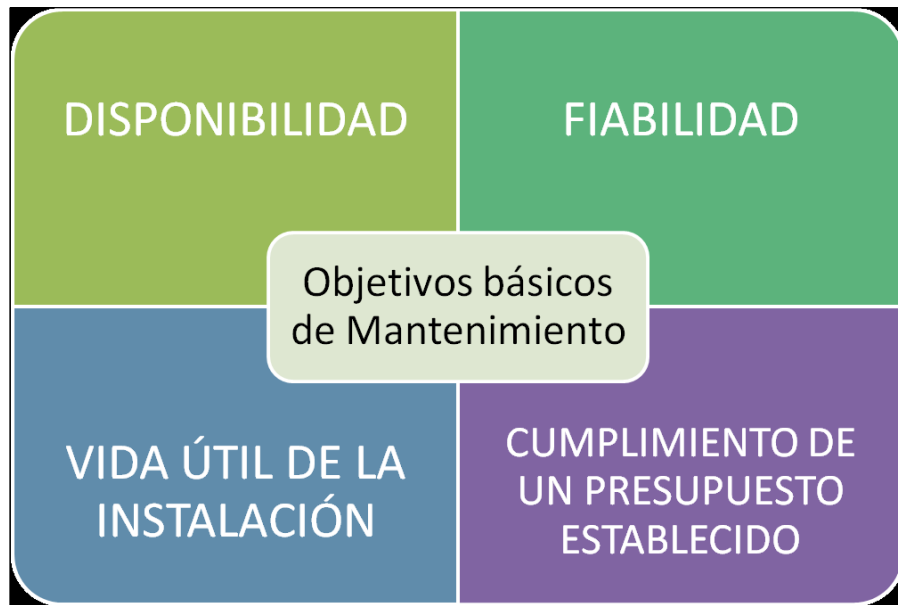 DISPONIBILIDAD
FIABILIDAD
Objetivos básicos
de Mantenimiento
VIDA ÚTIL DE LA
INSTALACIÓN
CUMPLIMIENTO DE
UN PRESUPUESTO
ESTABLECIDO